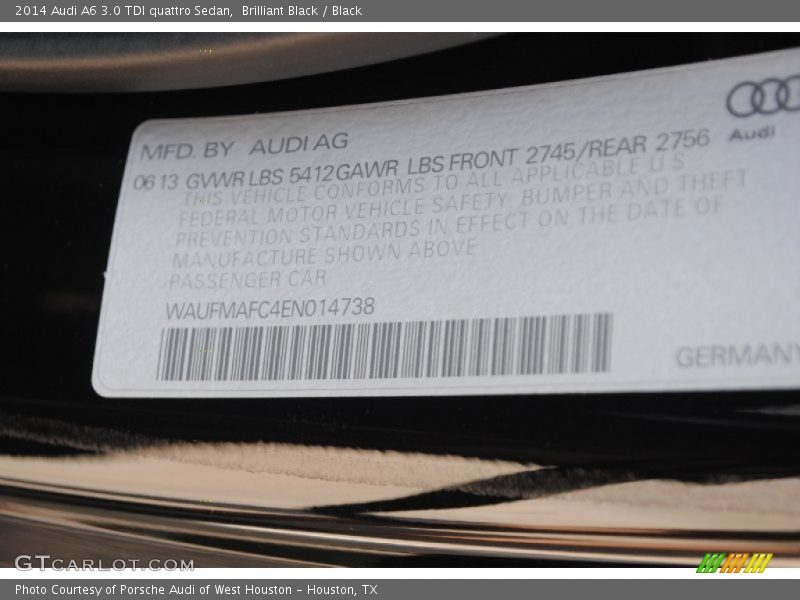 2014 Audi A6 3.0 TDI quattro Sedan,  Brilliant Black / Black
Audi
MFD. BY AUDI AG
0613 GVWR LBS 5412GAWR LBS FRONT 2745/REAR 2756
THIS VEHICLE CONFORMS TO ALL APPLICABLE U S
FEDERAL MOTOR VEHICLE SAFETY BUMPER AND THEFT
PREVENTION STANDARDS IN EFFECT ON THE DATE OF
MANUFACTURE SHOWN ABOVE
PASSENGER CAR
WAUFMAFC4EN014738
GERMANY
GTCARLOT.COM
Photo Courtesy of Porsche Audi of West Houston – Houston, TX